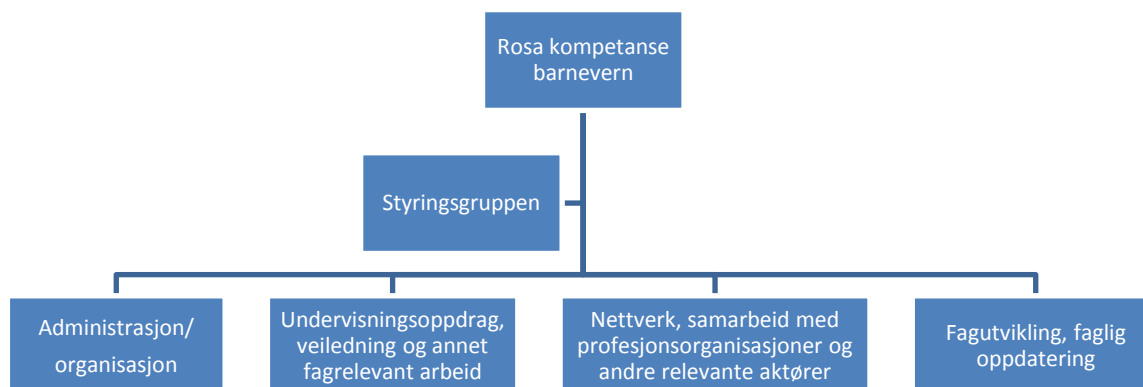 Rosa kompetanse
barnevern
Styringsgruppen
Administrasjon/
organisasjon
Undervisningsoppdrag,
veiledning og annet
fagrelevant arbeid
Nettverk, samarbeid med
profesjonsorganisasjoner og
andre relevante aktører
Fagutvikling, faglig
oppdatering